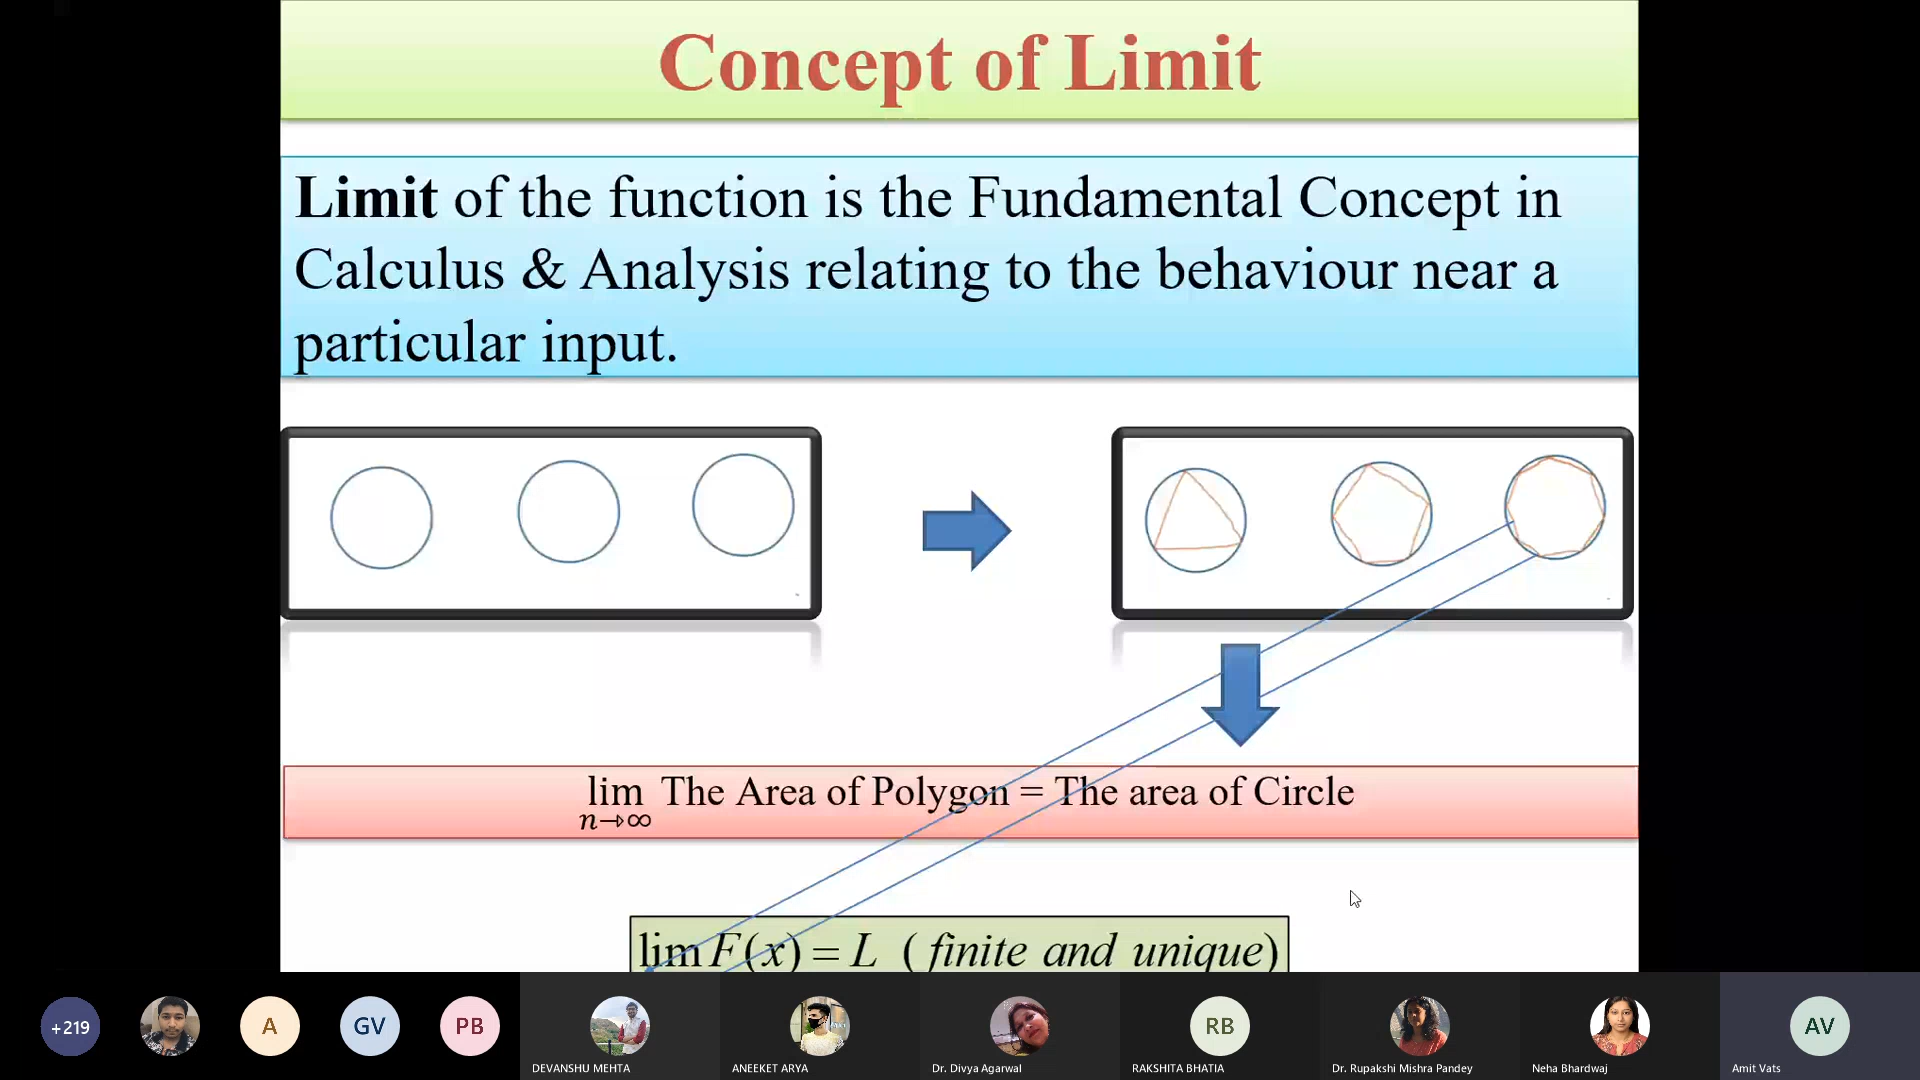 Concept of Limit
Limit of the function is the Fundamental Concept in
Calculus & Analysis relating to the behaviour near a
particular input.
lim The Area of Polygon = The area of Circle
n→∞
lim F(x) = L ( finite and unique)
+219
A
GV
PB
RB
AV
DEVANSHU MEHTA
ANEEKET ARYA
Dr. Divya Agarwal
RAKSHITA BHATIA
Dr. Rupakshi Mishra Pandey
Neha Bhardwaj
Amit Vats